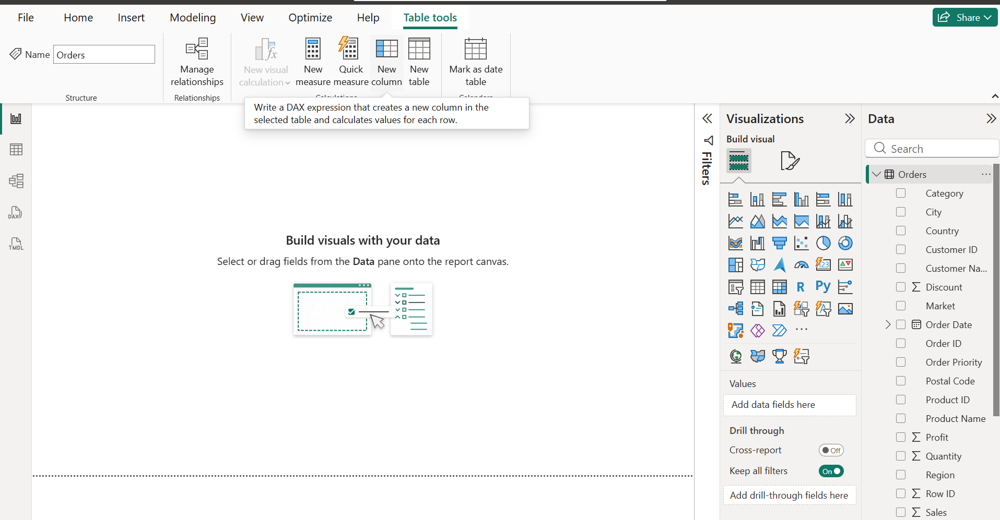 File Home Insert Modeling View Optimize Help Table tools
Share
Name Orders
Manage relationships
New visual calculation
New measure
Quick measure
New column
New table
Mark as date table
Structure
Relationships
Calculations
Calendars
Write a DAX expression that creates a new column in the
selected table and calculates values for each row.
DAX
TMDL
Build visuals with your data
Select or drag fields from the Data pane onto the report canvas.
Filters
Visualizations
Build visual
123
R
Py
Values
Add data fields here
Drill through
Cross-report Off
Keep all filters On
Add drill-through fields here
Data
Search
Orders
Category
City
Country
Customer ID
Customer Na...
Discount
Market
Order Date
Order ID
Order Priority
Postal Code
Product ID
Product Name
Profit
Quantity
Region
Row ID
Sales